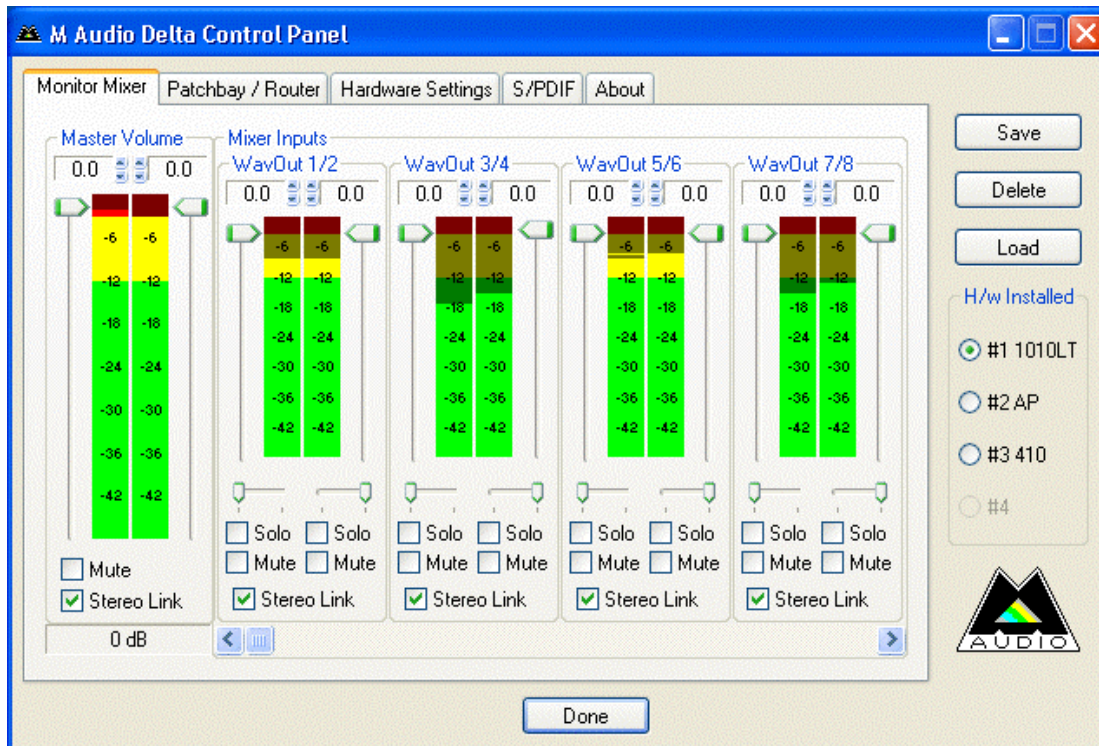 M Audio Delta Control Panel
Monitor Mixer Patchbay / Router Hardware Settings S/PDIF About
Master Volume
0.0 0.0
-6 -6
-12 -12
-18 -18
-24 -24
-30 -30
-36 -36
-42 -42
Mute
Stereo Link
0 dB
Mixer Inputs
WavOut 1/2
0.0 0.0
-6 -6
-12 -12
-18 -18
-24 -24
-30 -30
-36 -36
-42 -42
Solo Solo
Mute Mute
Stereo Link
WavOut 3/4
0.0 0.0
-6 -6
-12 -12
-18 -18
-24 -24
-30 -30
-36 -36
-42 -42
Solo Solo
Mute Mute
Stereo Link
WavOut 5/6
0.0 0.0
-6 -6
-12 -12
-18 -18
-24 -24
-30 -30
-36 -36
-42 -42
Solo Solo
Mute Mute
Stereo Link
WavOut 7/8
0.0 0.0
-6 -6
-12 -12
-18 -18
-24 -24
-30 -30
-36 -36
-42 -42
Solo Solo
Mute Mute
Stereo Link
Save
Delete
Load
H/w Installed
#1 1010LT
#2 AP
#3 410
#4
M
AUDIO
Done